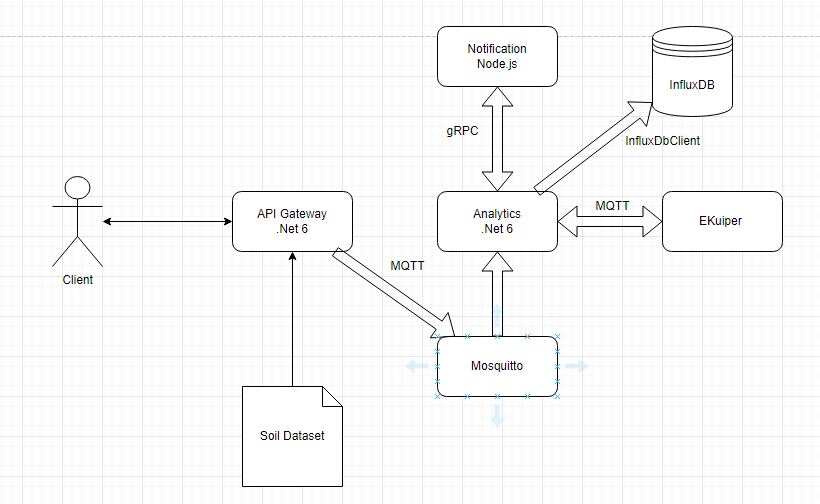 Notification
Node.js
InfluxDB
gRPC
InfluxDbClient
API Gateway
.Net 6
Analytics
.Net 6
MQTT
EKuiper
Client
MQTT
Mosquitto
Soil Dataset